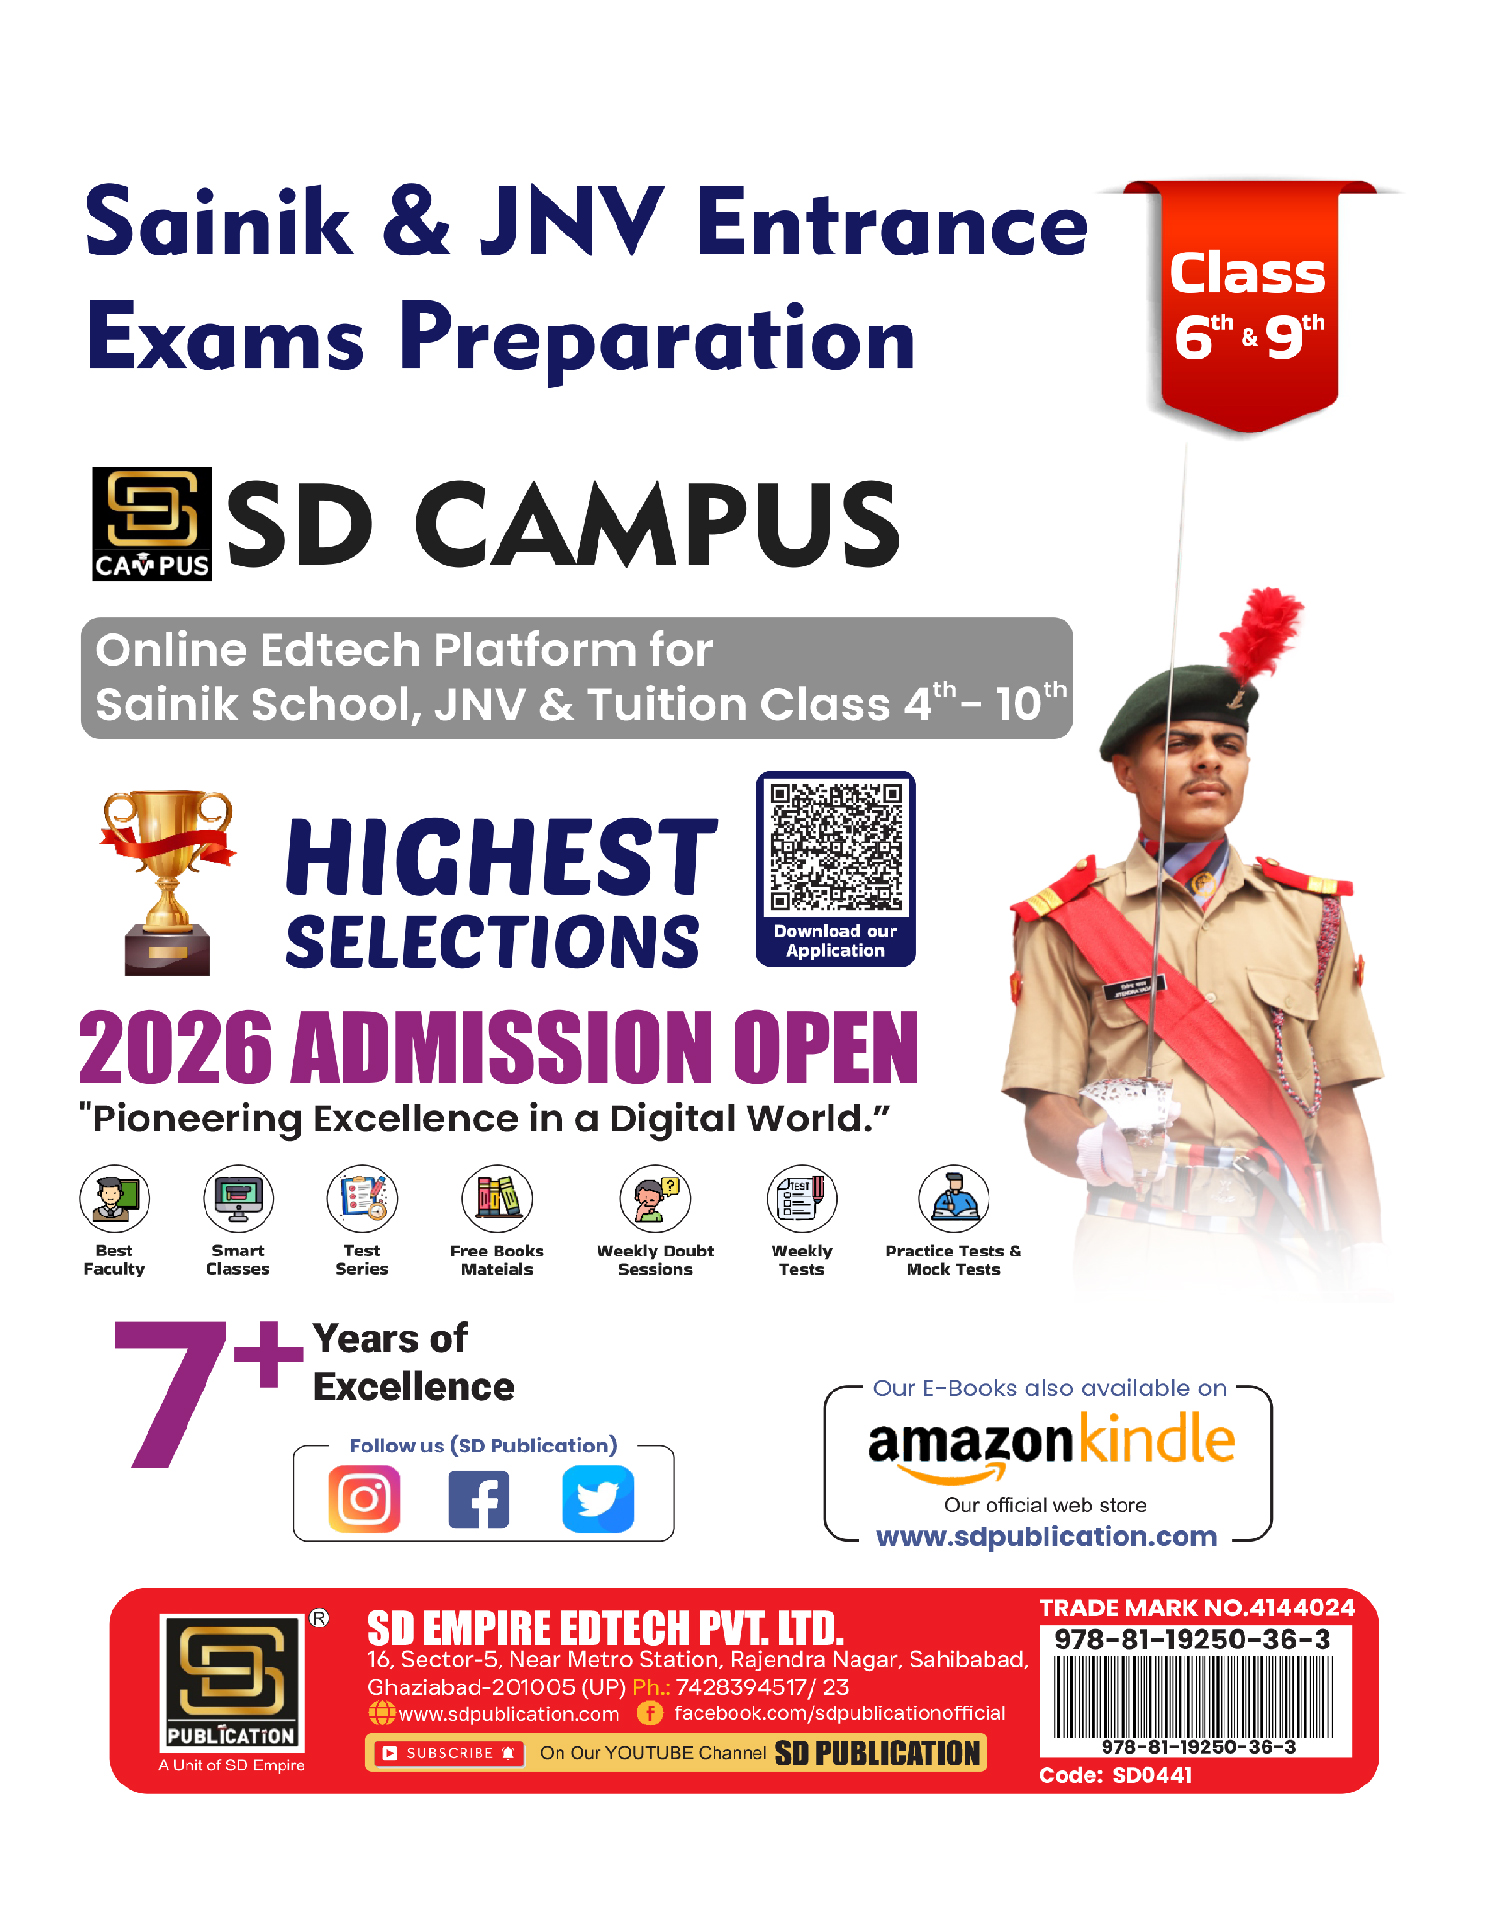 Sainik & JNV Entrance
Exams Preparation
Class
6th & 9th
CAMPUS
SD CAMPUS
Online Edtech Platform for
Sainik School, JNV & Tuition Class 4th- 10th
HIGHEST
SELECTIONS
Download our
Application
2026 ADMISSION OPEN
"Pioneering Excellence in a Digital World.”
Best
Faculty
Smart
Classes
Test
Series
Free Books
Mateials
Weekly Doubt
Sessions
TEST
Weekly
Tests
Practice Tests &
Mock Tests
7+ Years of
Excellence
Follow us (SD Publication)
Our E-Books also available on
amazonkindle
Our official web store
www.sdpublication.com
PUBLiCATiON
®
A Unit of SD Empire
SD EMPIRE EDTECH PVT. LTD.
16, Sector-5, Near Metro Station, Rajendra Nagar, Sahibabad,
Ghaziabad-201005 (UP) Ph.: 7428394517/ 23
www.sdpublication.com facebook.com/sdpublicationofficial
SUBSCRIBE On Our YOUTUBE Channel SD PUBLICATION
TRADE MARK NO.4144024
978-81-19250-36-3
978-81-19250-36-3
Code: SD0441